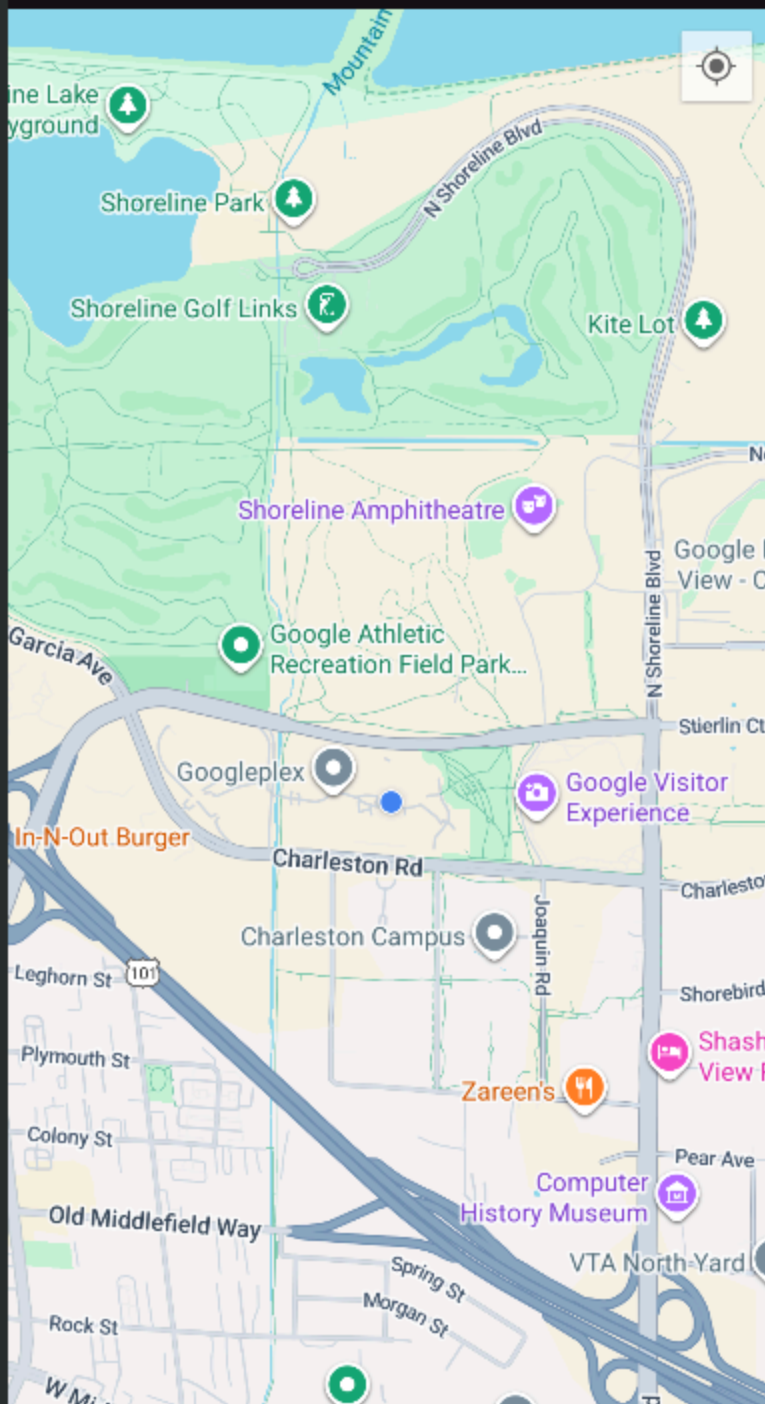 Mountain
ine Lake
yground
N Shoreline Blvd
Shoreline Park
Shoreline Golf Links
Kite Lot
Shoreline Amphitheatre
Google
View - C
N Shoreline Blvd
Google Athletic
Recreation Field Park...
Garcia Ave
Stierlin Ct
Googleplex
Google Visitor
Experience
In-N-Out Burger
Charleston Rd
Charlesto
Joaquin Rd
Charleston Campus
101
Leghorn St
Shorebird
Shash
View
Plymouth St
Zareen's
Colony St
Pear Ave
Computer
History Museum
Old Middlefield Way
VTA North Yard
Spring St
Morgan St
Rock St
W Mi